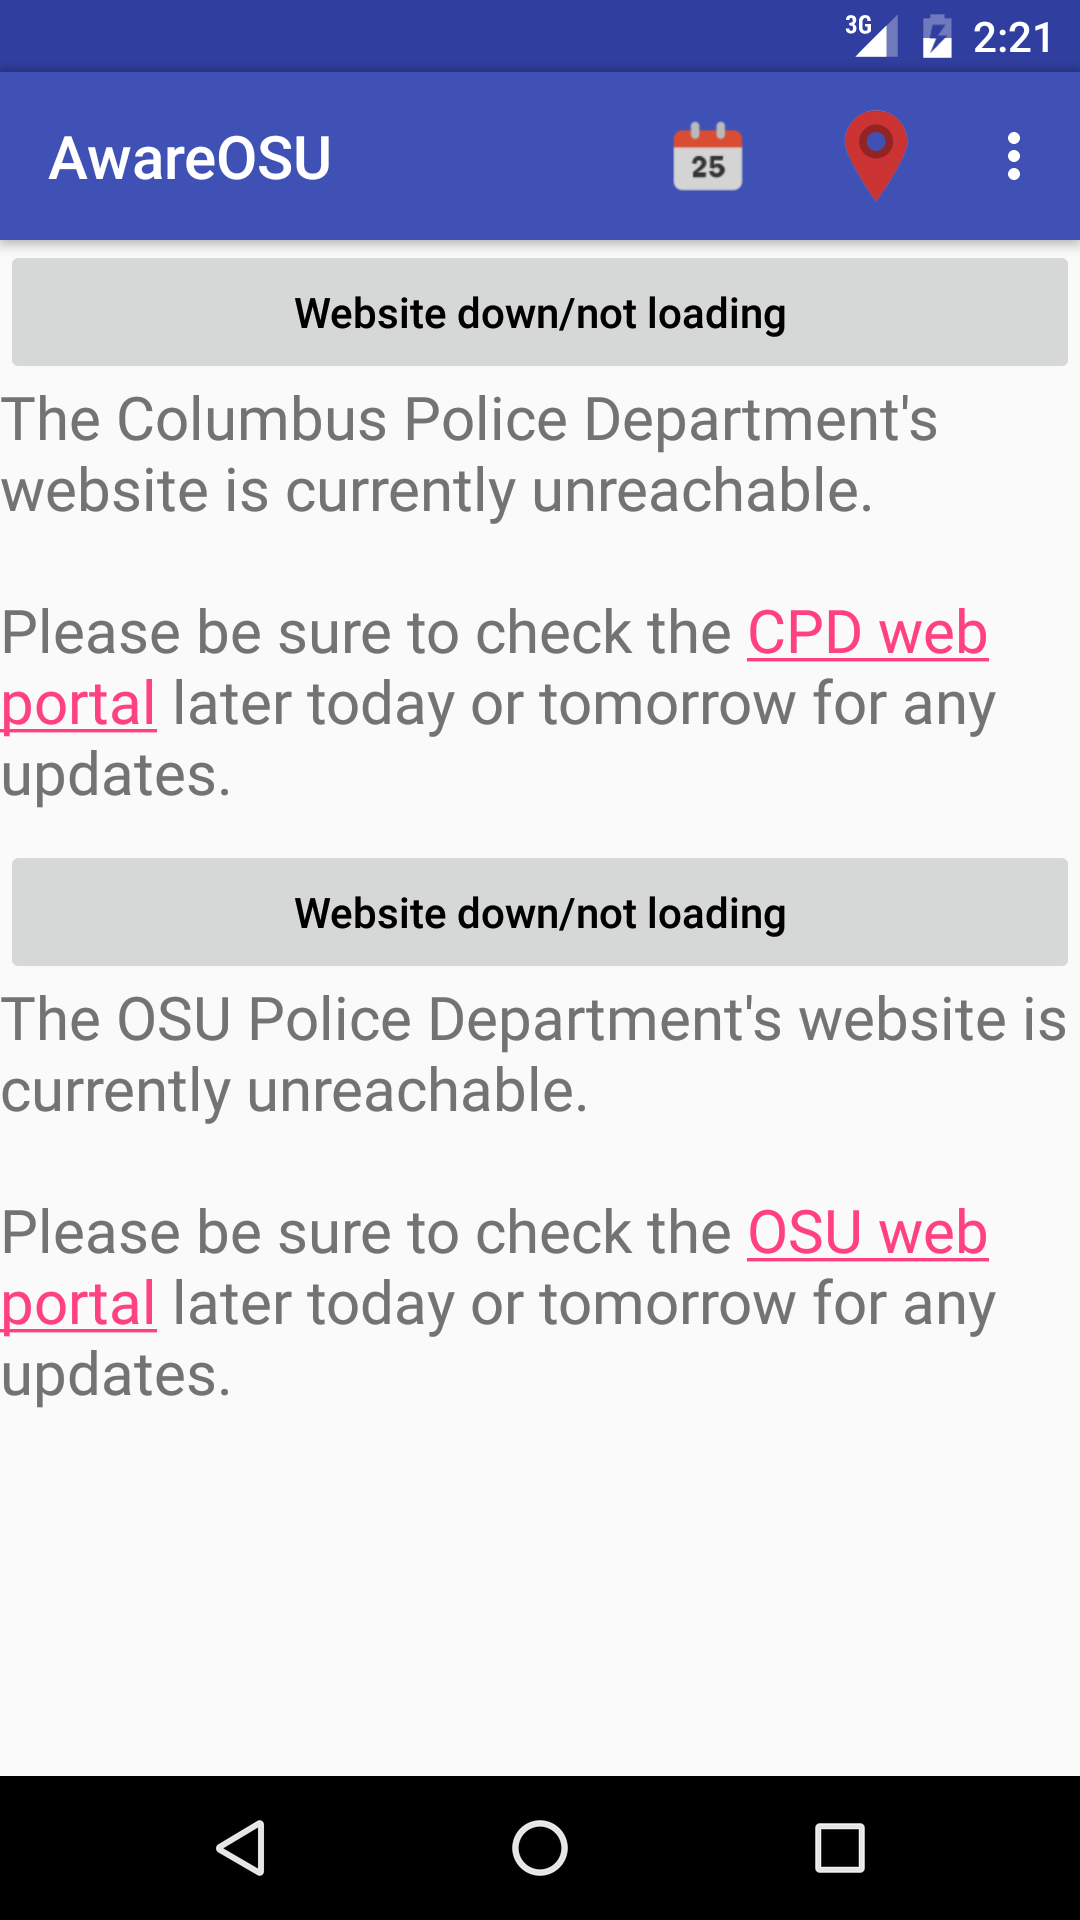 3G 2:21
AwareOSU 25
Website down/not loading
The Columbus Police Department's
website is currently unreachable.
Please be sure to check the CPD web
portal later today or tomorrow for any
updates.
Website down/not loading
The OSU Police Department's website is
currently unreachable.
Please be sure to check the OSU web
portal later today or tomorrow for any
updates.